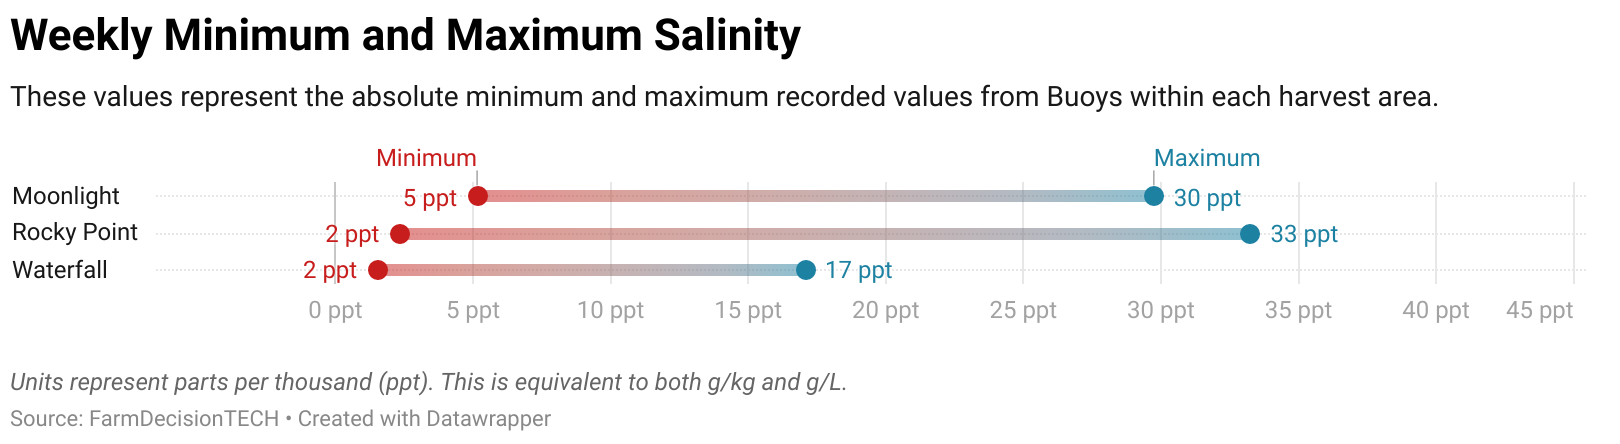 Weekly Minimum and Maximum Salinity
These values represent the absolute minimum and maximum recorded values from Buoys within each harvest area.
Minimum Maximum
Moonlight 5 ppt 30 ppt
Rocky Point 2 ppt 33 ppt
Waterfall 2 ppt 17 ppt
0 ppt 5 ppt 10 ppt 15 ppt 20 ppt 25 ppt 30 ppt 35 ppt 40 ppt 45 ppt
Units represent parts per thousand (ppt). This is equivalent to both g/kg and g/L.
Source: FarmDecisionTECH • Created with Datawrapper